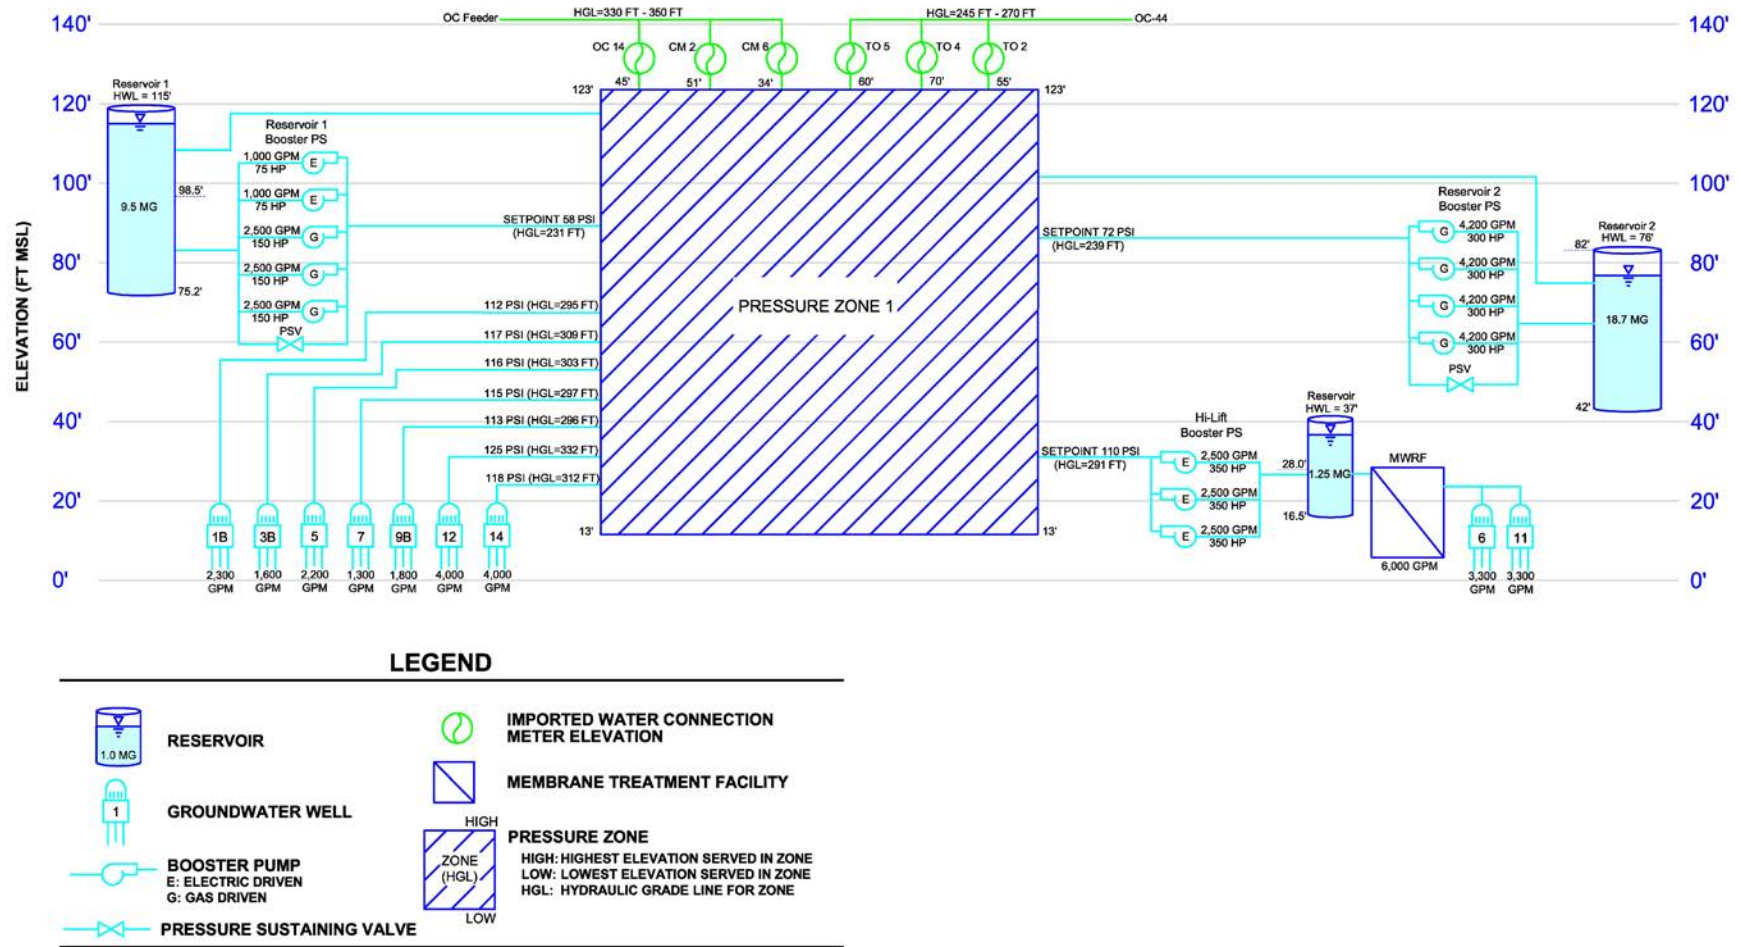 OC Feeder
HGL=330 FT - 350 FT
HGL=245 FT - 270 FT
OC-44
140'
140'
OC 14
CM 2
CM 6
TO 5
TO 4
TO 2
45'
51'
34'
60'
70'
55'
123'
123'
Reservoir 1
HWL = 115'
120'
120'
Reservoir 1
Booster PS
1,000 GPM
75 HP
E
1,000 GPM
75 HP
E
2,500 GPM
150 HP
G
2,500 GPM
150 HP
G
2,500 GPM
150 HP
G
PSV
100'
100'
98.5'
9.5 MG
75.2'
SETPOINT 58 PSI
(HGL=231 FT)
SETPOINT 72 PSI
(HGL=239 FT)
Reservoir 2
Booster PS
G
4,200 GPM
300 HP
G
4,200 GPM
300 HP
G
4,200 GPM
300 HP
G
4,200 GPM
300 HP
PSV
Reservoir 2
HWL = 76'
82'
18.7 MG
42'
80'
80'
ELEVATION (FT MSL)
PRESSURE ZONE 1
112 PSI (HGL=295 FT)
117 PSI (HGL=309 FT)
116 PSI (HGL=303 FT)
115 PSI (HGL=297 FT)
113 PSI (HGL=296 FT)
125 PSI (HGL=332 FT)
118 PSI (HGL=312 FT)
60'
60'
40'
40'
Hi-Lift
Booster PS
SETPOINT 110 PSI
(HGL=291 FT)
E
2,500 GPM
350 HP
E
2,500 GPM
350 HP
E
2,500 GPM
350 HP
Reservoir
HWL = 37'
28.0'
1.25 MG
16.5'
MWRF
6,000 GPM
20'
20'
13'
13'
1B
3B
5
7
9B
12
14
6
11
0'
0'
2,300
GPM
1,600
GPM
2,200
GPM
1,300
GPM
1,800
GPM
4,000
GPM
4,000
GPM
3,300
GPM
3,300
GPM
LEGEND
1.0 MG
RESERVOIR
1
GROUNDWATER WELL
BOOSTER PUMP
E: ELECTRIC DRIVEN
G: GAS DRIVEN
PRESSURE SUSTAINING VALVE
IMPORTED WATER CONNECTION
METER ELEVATION
MEMBRANE TREATMENT FACILITY
HIGH
ZONE
(HGL)
LOW
PRESSURE ZONE
HIGH: HIGHEST ELEVATION SERVED IN ZONE
LOW: LOWEST ELEVATION SERVED IN ZONE
HGL: HYDRAULIC GRADE LINE FOR ZONE